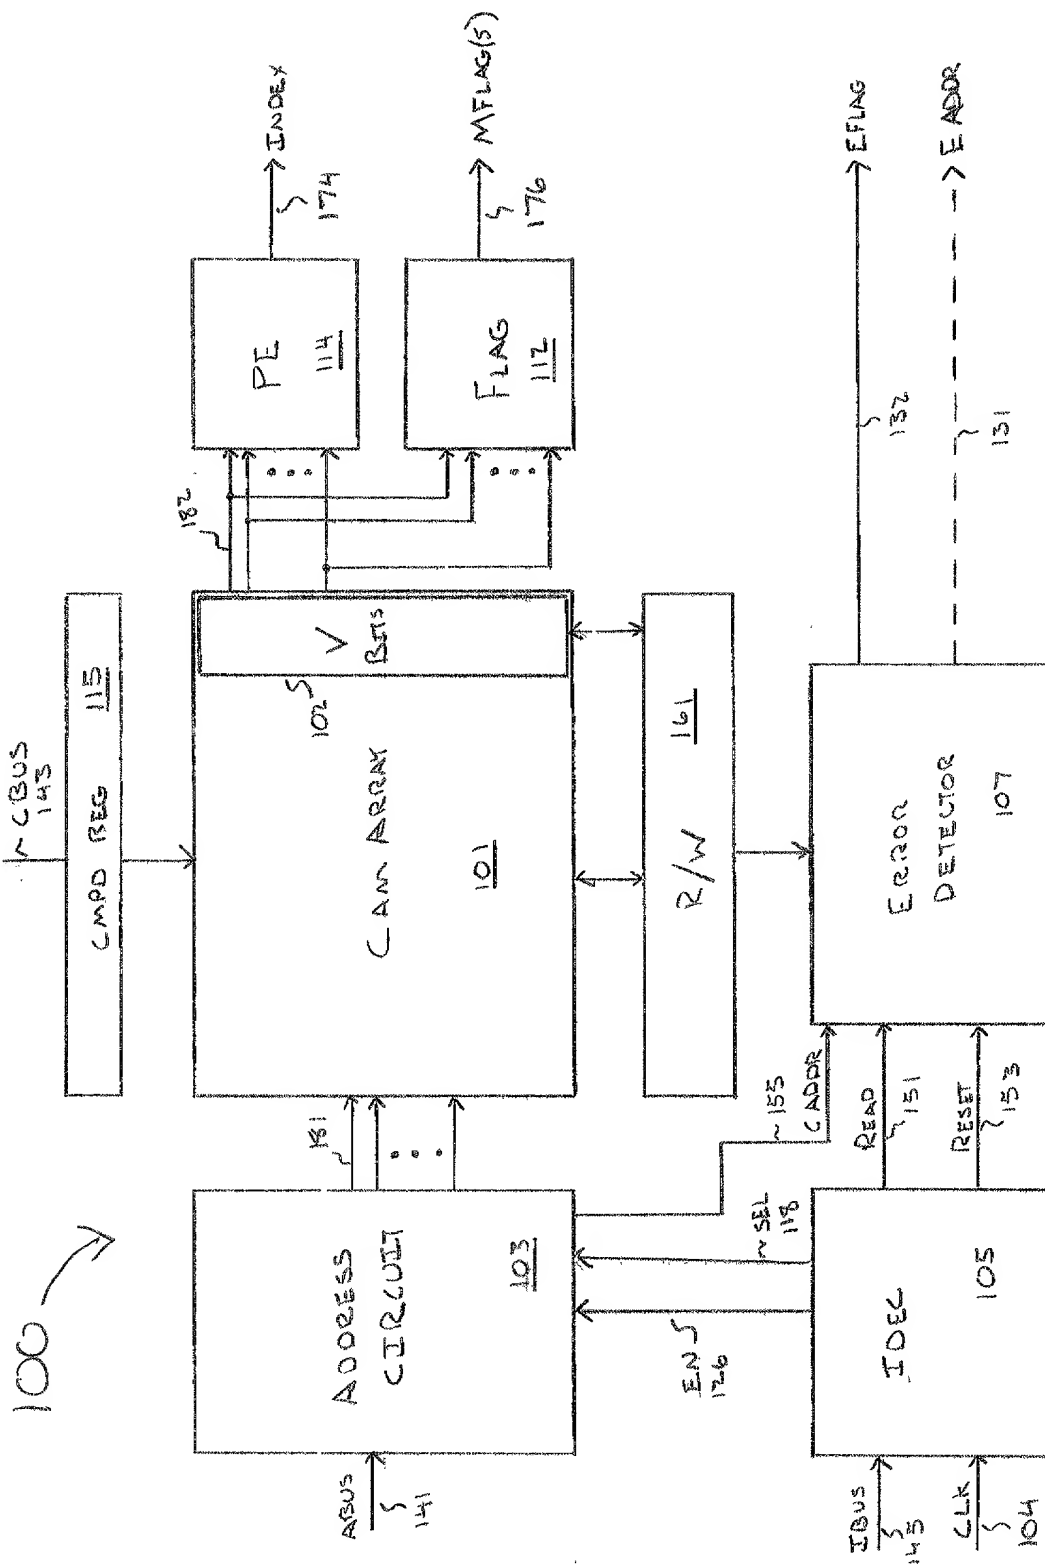 100
~ CBUS
143
CMPD REG 115
ABUS
141
ADDRESS
CIRCUIT
103
181
CAM ARRAY
101
V
BITS
102
182
PE
114
INDEX
174
FLAG
112
MFLAG(S)
176
R/W 161
EN
126
~ SEL
118
~155
CADDR
READ
151
RESET
153
IBUS
145
CLK
104
IDEC
105
ERROR
DETECTOR
107
EFLAG
132
EADDR
131